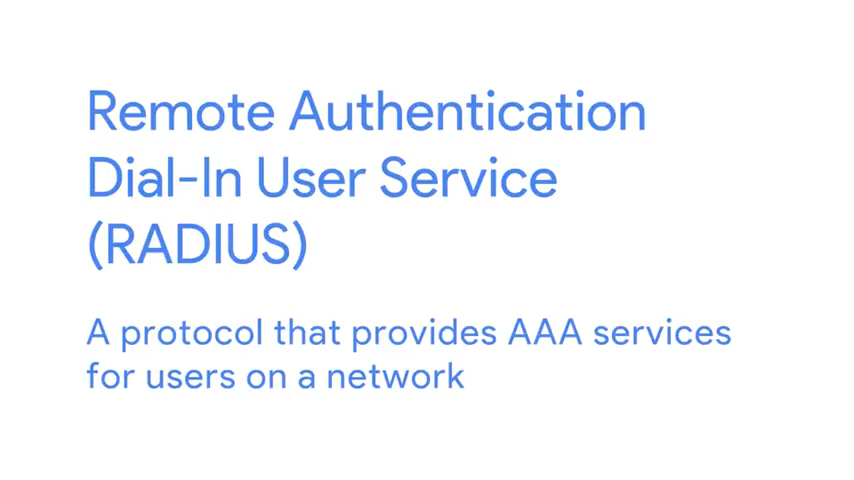 Remote Authentication
Dial-In User Service
(RADIUS)
A protocol that provides AAA services
for users on a network